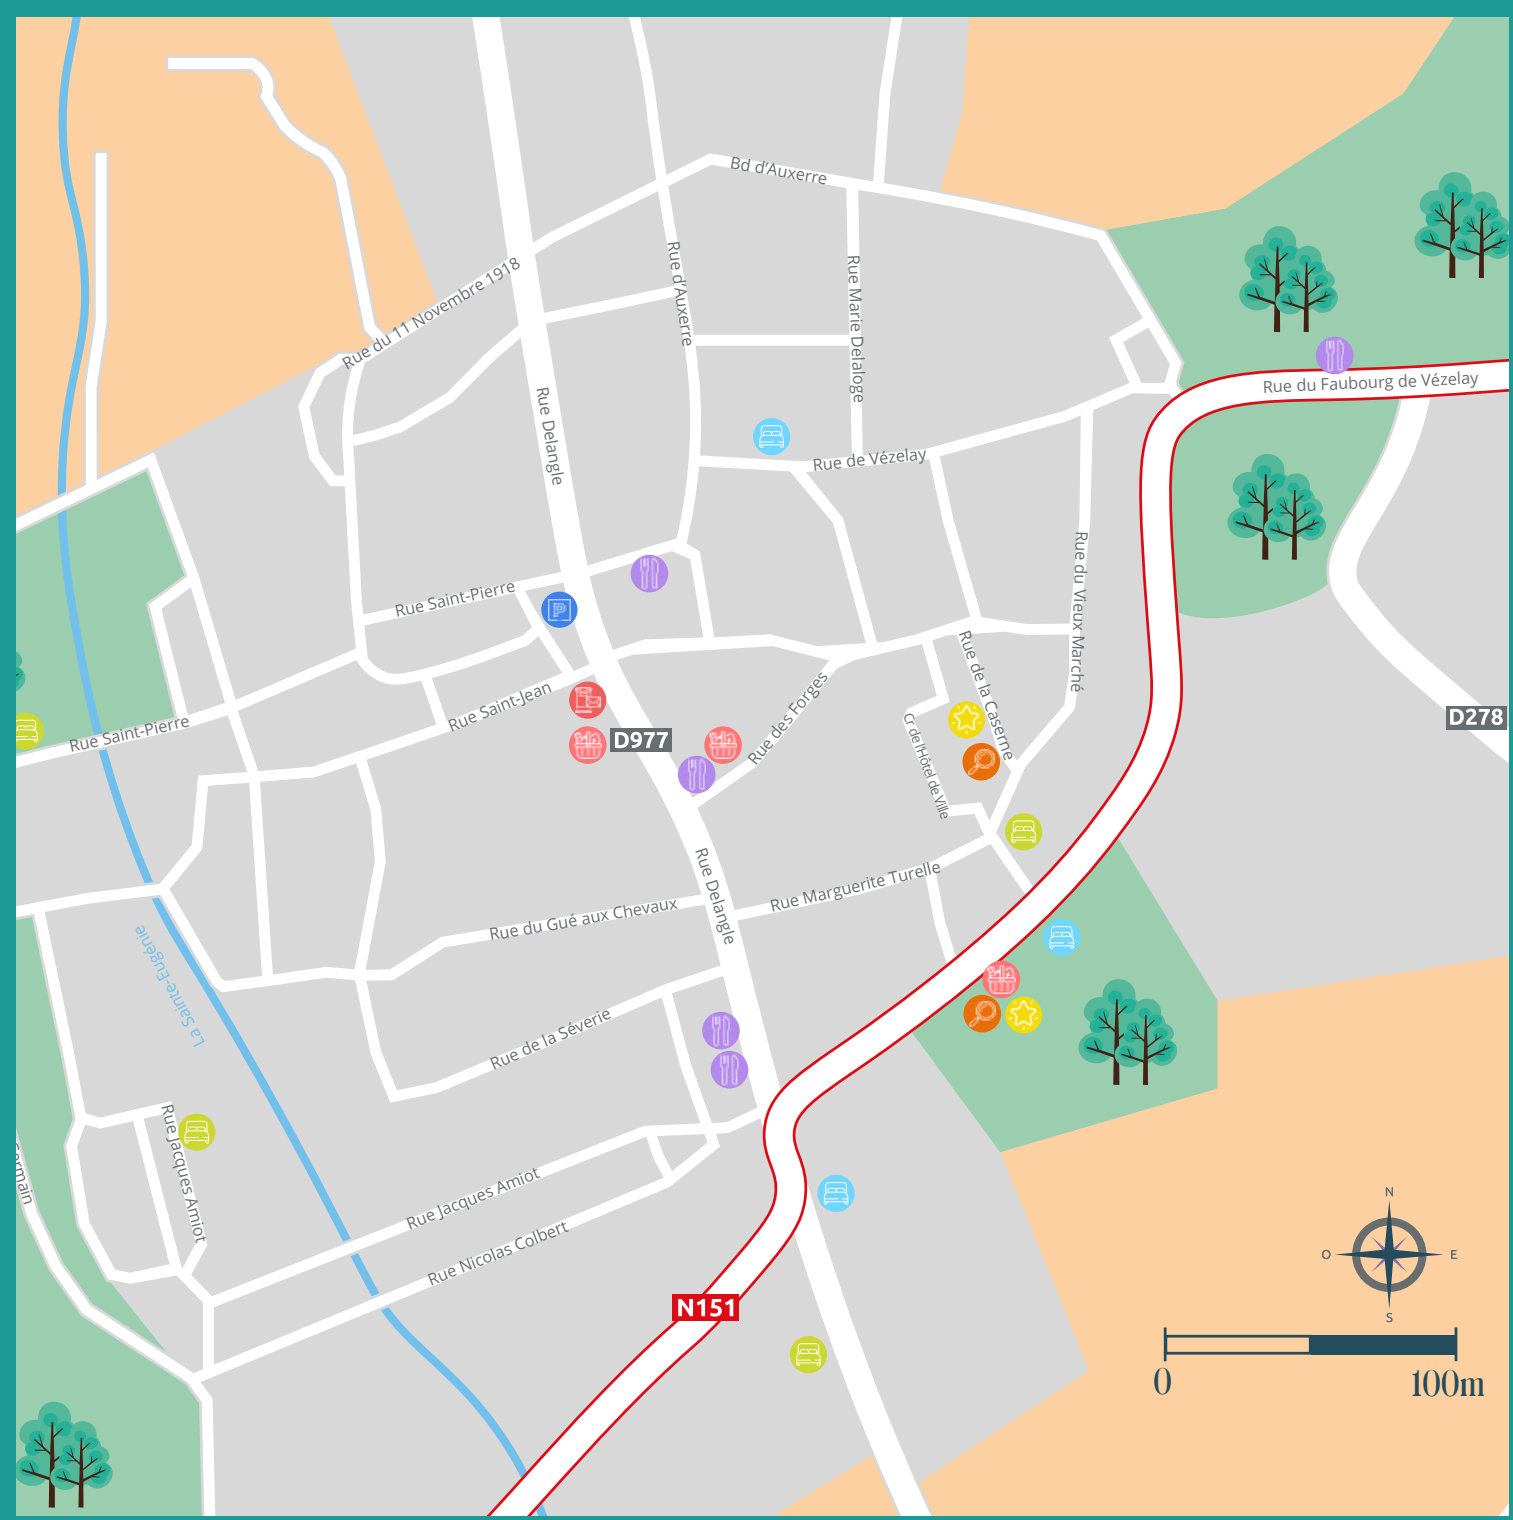 Bd d’Auxerre
Rue du 11 Novembre 1918
Rue d’Auxerre
Rue Marie Delaloge
Rue du Faubourg de Vézelay
Rue Delangle
Rue de Vézelay
P
Rue Saint-Pierre
Rue du Vieux Marché
Rue de la Caserne
Rue Saint-Jean
Rue des Forges
Cr de l’Hôtel de Ville
D278
Rue Saint-Pierre
D977
Rue Delangle
Rue Marguerite Turelle
Rue du Gué aux Chevaux
La Sainte-Eugénie
Rue de la Séverie
Rue Jacques Amiot
Germain
Rue Jacques Amiot
Rue Nicolas Colbert
N
O
E
S
N151
0
100m